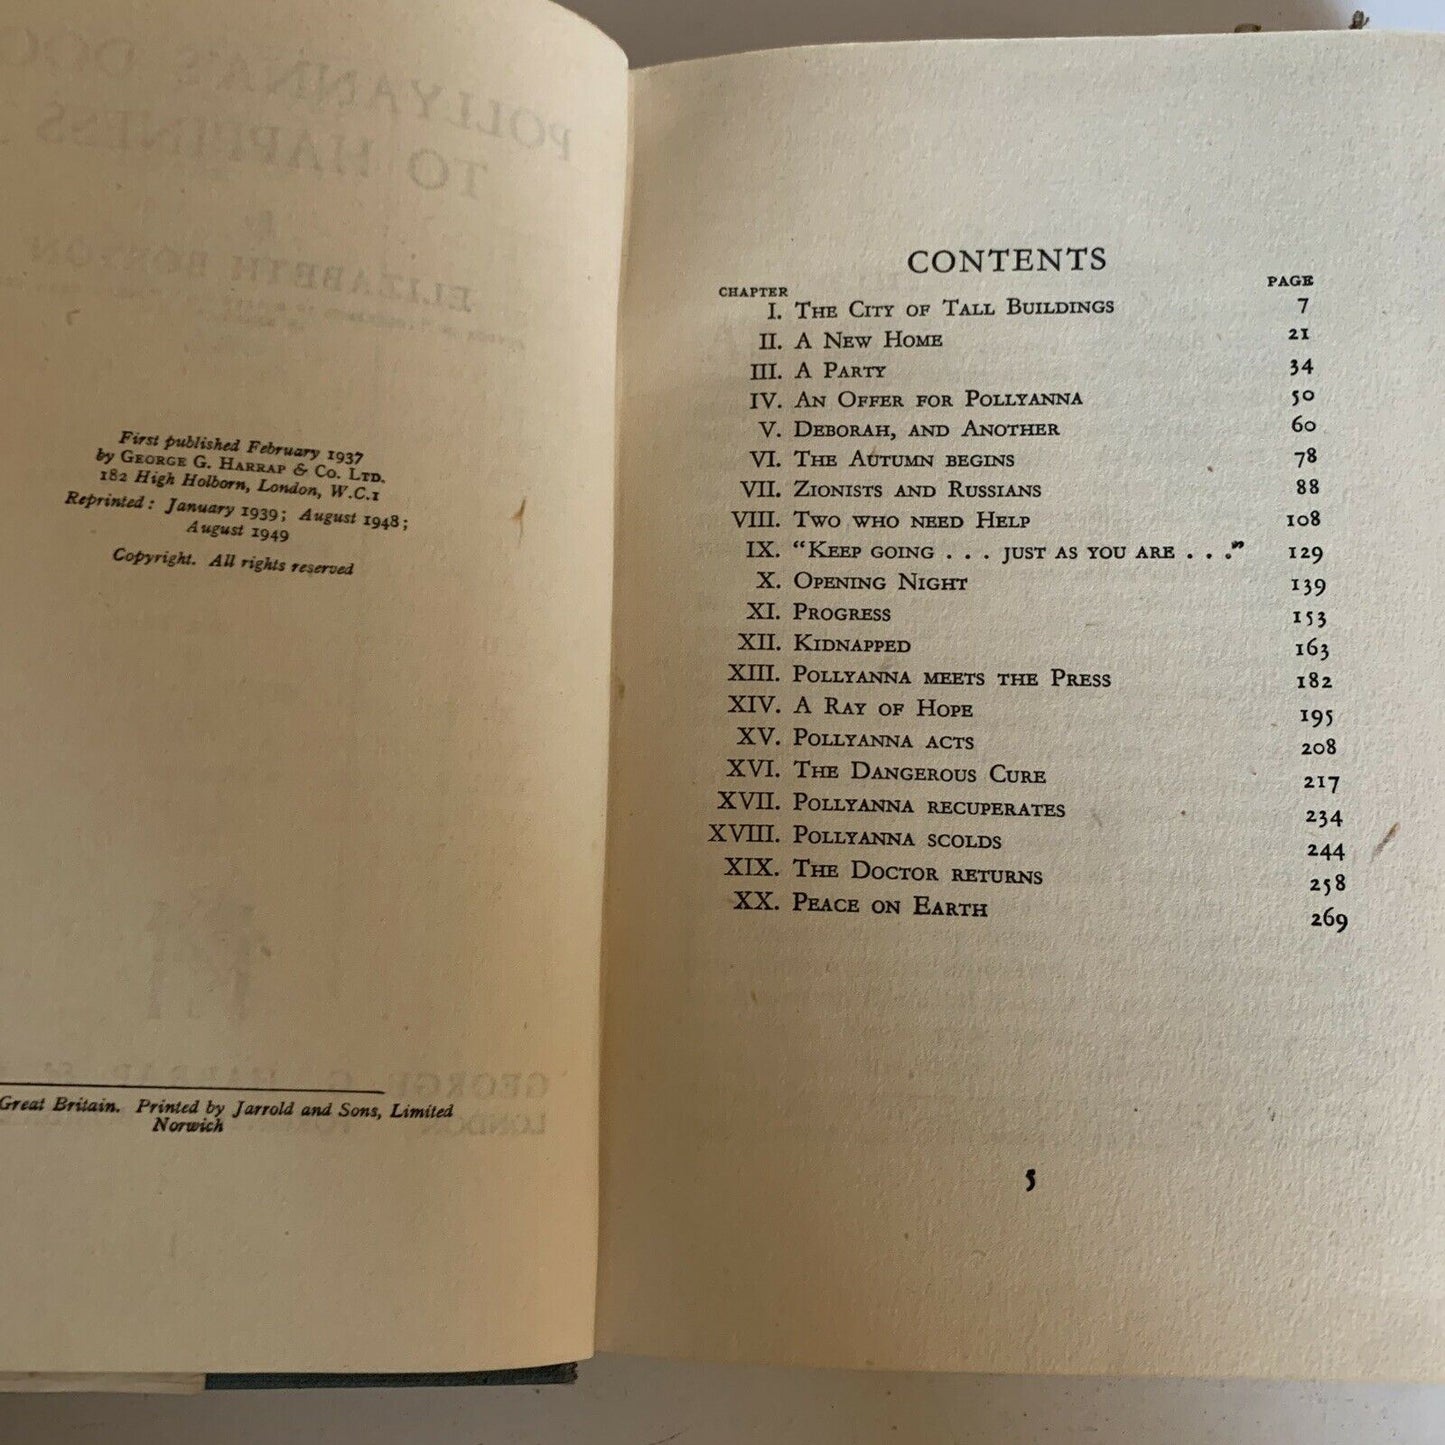 First published February 1937
by George G. Harrap & Co. Ltd.
182 High Holborn, London, W.C.1
Reprinted: January 1939; August 1948;
August 1949
Copyright. All rights reserved
Great Britain. Printed by Jarrold and Sons, Limited
Norwich
CONTENTS
CHAPTER PAGE
I. The City of Tall Buildings 7
II. A New Home 21
III. A Party 34
IV. An Offer for Pollyanna 50
V. Deborah, and Another 60
VI. The Autumn begins 78
VII. Zionists and Russians 88
VIII. Two who need Help 108
IX. “Keep going . . . just as you are . . .” 129
X. Opening Night 139
XI. Progress 153
XII. Kidnapped 163
XIII. Pollyanna meets the Press 182
XIV. A Ray of Hope 195
XV. Pollyanna acts 208
XVI. The Dangerous Cure 217
XVII. Pollyanna recuperates 234
XVIII. Pollyanna scolds 244
XIX. The Doctor returns 258
XX. Peace on Earth 269
5